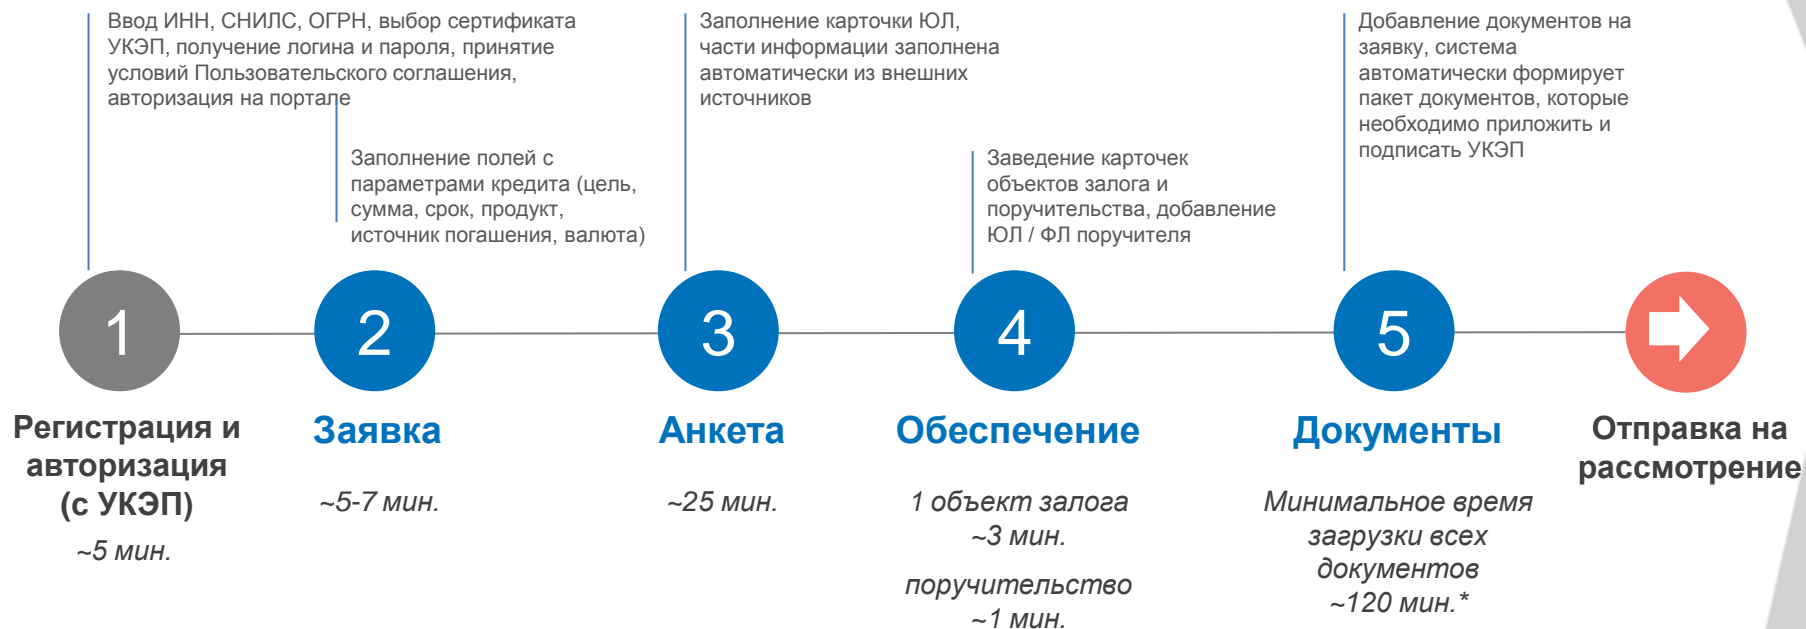 Ввод ИНН, СНИЛС, ОГРН, выбор сертификата
УКЭП, получение логина и пароля, принятие
условий Пользовательского соглашения,
авторизация на портале
Заполнение полей с
параметрами кредита (цель,
сумма, срок, продукт,
источник погашения, валюта)
Заполнение карточки ЮЛ,
части информации заполнена
автоматически из внешних
источников
Заведение карточек
объектов залога и
поручительства, добавление
ЮЛ / ФЛ поручителя
Добавление документов на
заявку, система
автоматически формирует
пакет документов, которые
необходимо приложить и
подписать УКЭП
1
2
3
4
5
Регистрация и
авторизация
(с УКЭП)
~5 мин.
Заявка
~5-7 мин.
Анкета
~25 мин.
Обеспечение
1 объект залога
~3 мин.
поручительство
~1 мин.
Документы
Минимальное время
загрузки всех
документов
~120 мин.*
Отправка на
рассмотрение